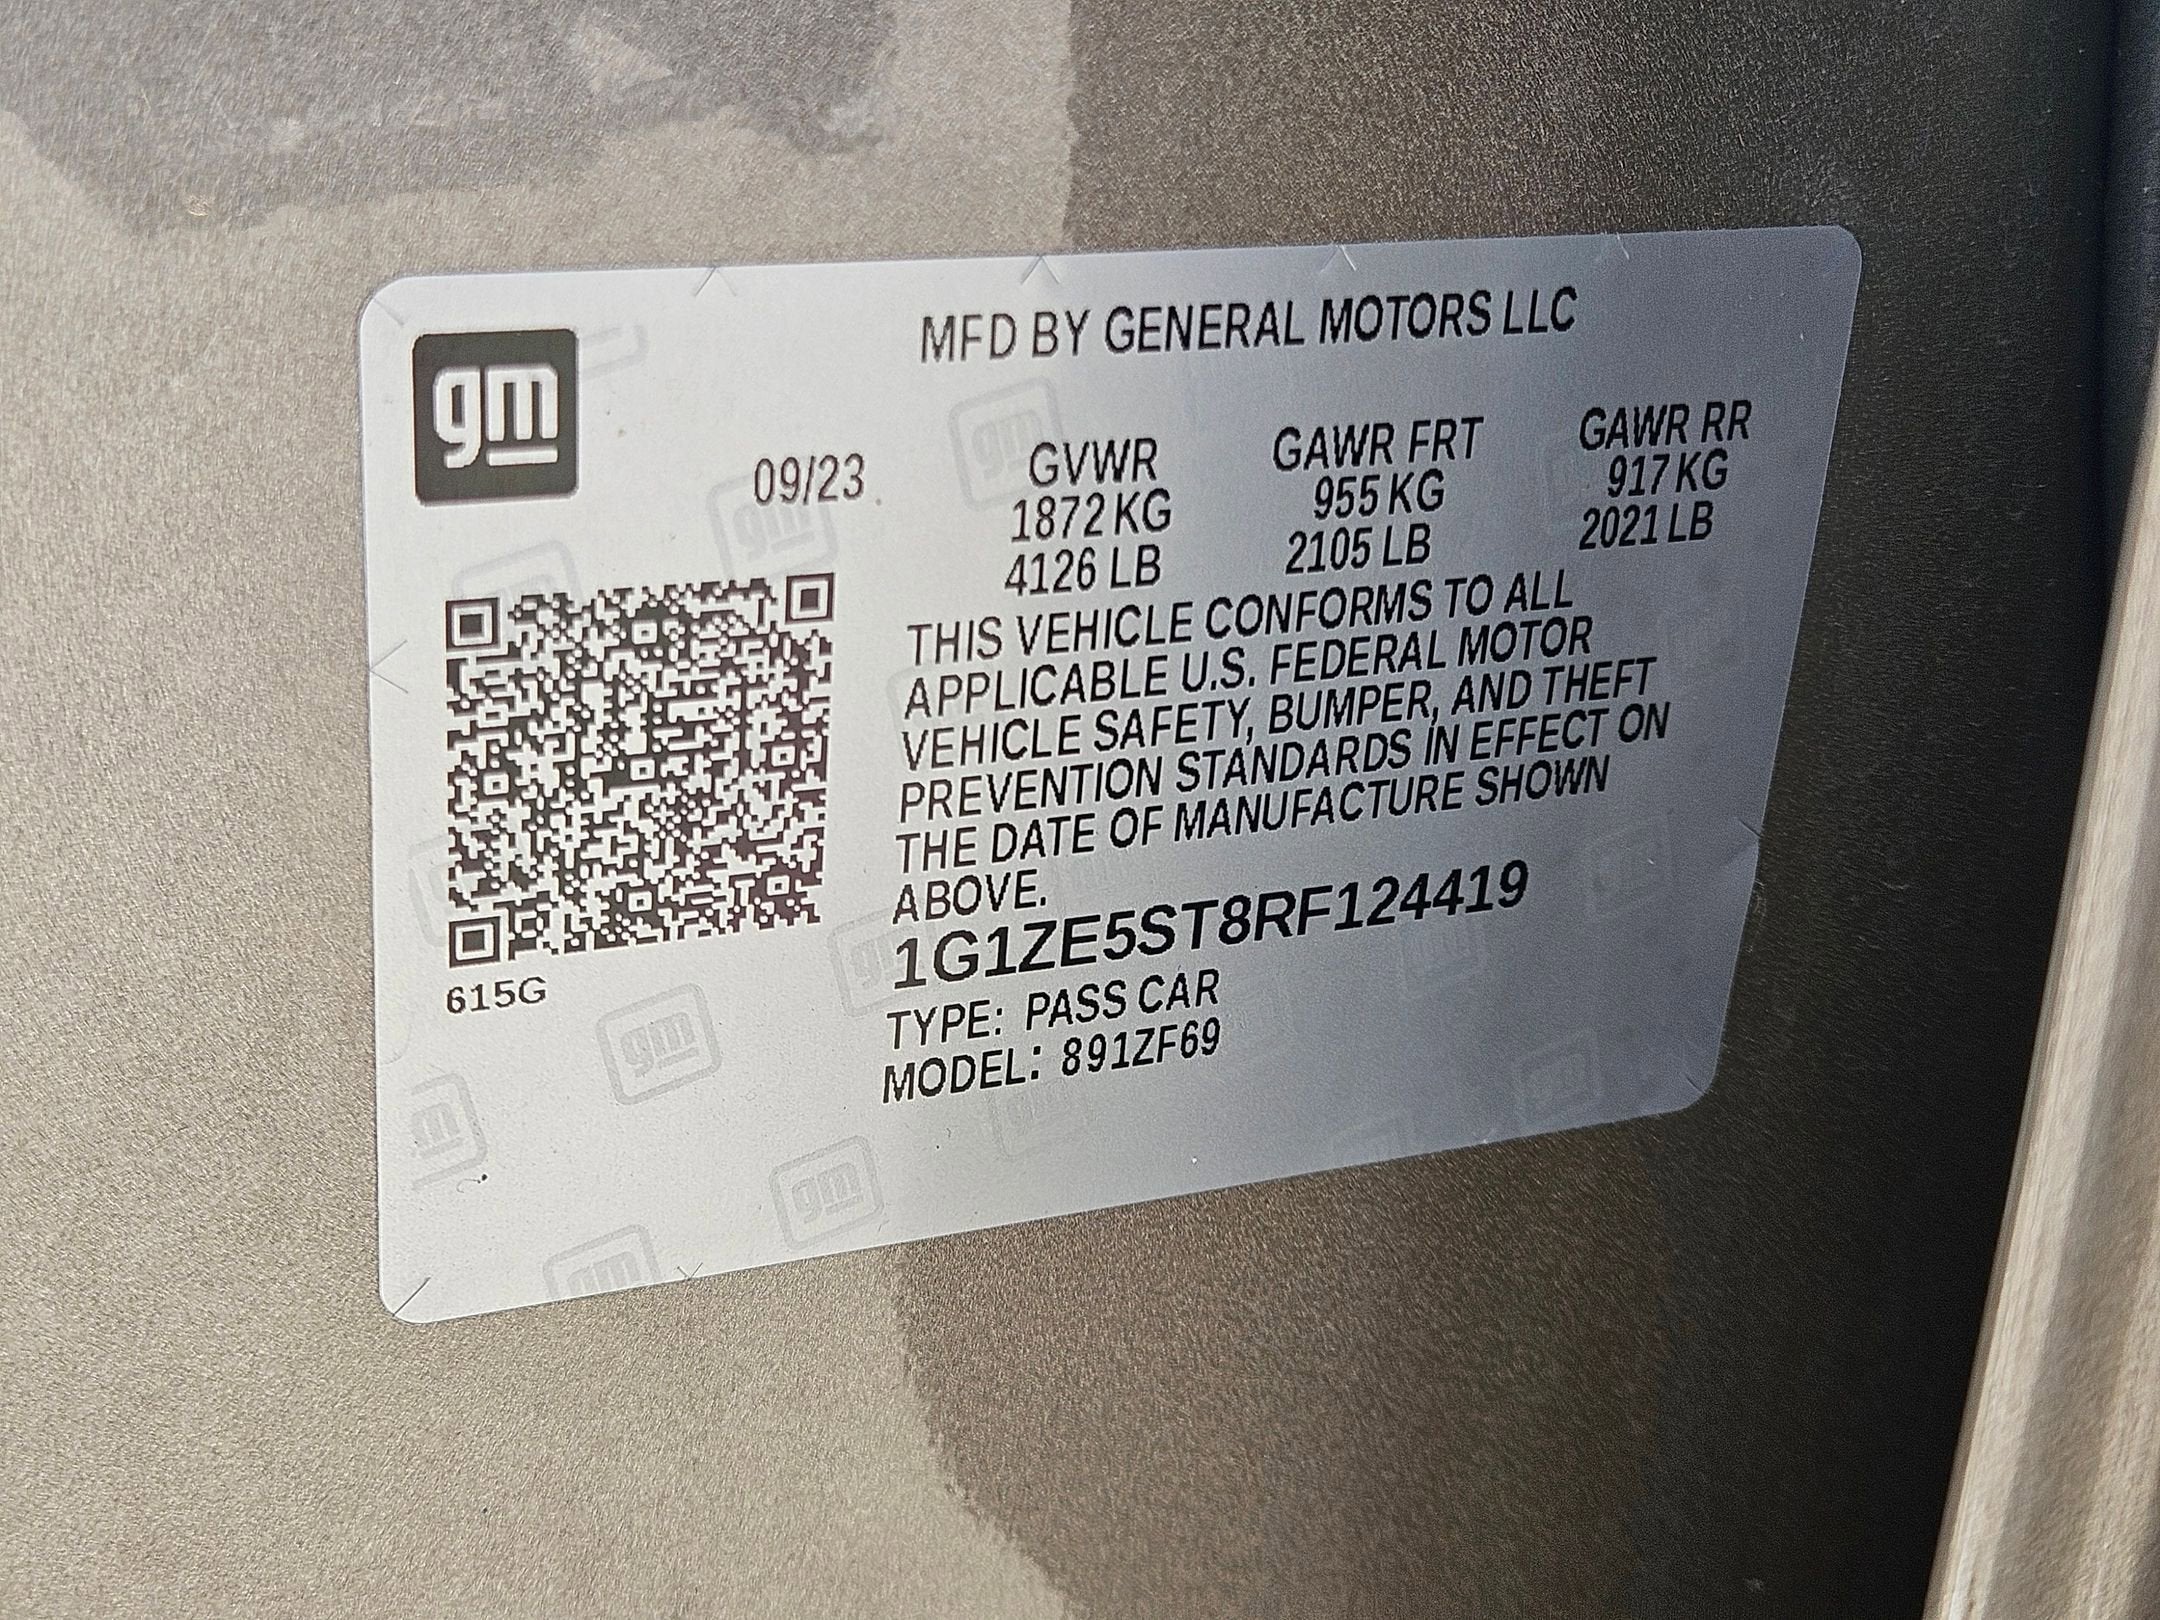 gm
MFD BY GENERAL MOTORS LLC
09/23 GVWR GAWR FRT GAWR RR
1872 KG 955 KG 917 KG
4126 LB 2105 LB 2021 LB
THIS VEHICLE CONFORMS TO ALL
APPLICABLE U.S. FEDERAL MOTOR
VEHICLE SAFETY, BUMPER, AND THEFT
PREVENTION STANDARDS IN EFFECT ON
THE DATE OF MANUFACTURE SHOWN
ABOVE.
1G1ZE5ST8RF124419
TYPE: PASS CAR
MODEL: 891ZF69
615G